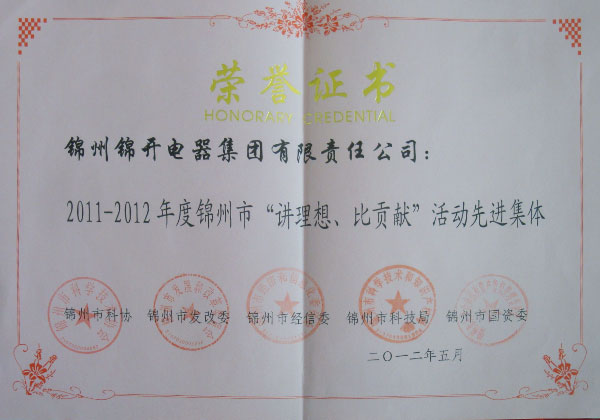 荣誉证书
HONORARY CREDENTIAL
锦州锦开电器集团有限责任公司：
2011-2012年度锦州市“讲理想、比贡献”活动先进集体
锦州市科协 锦州市发改委 锦州市经信委 锦州市科技局 锦州市国资委
二〇一二年五月